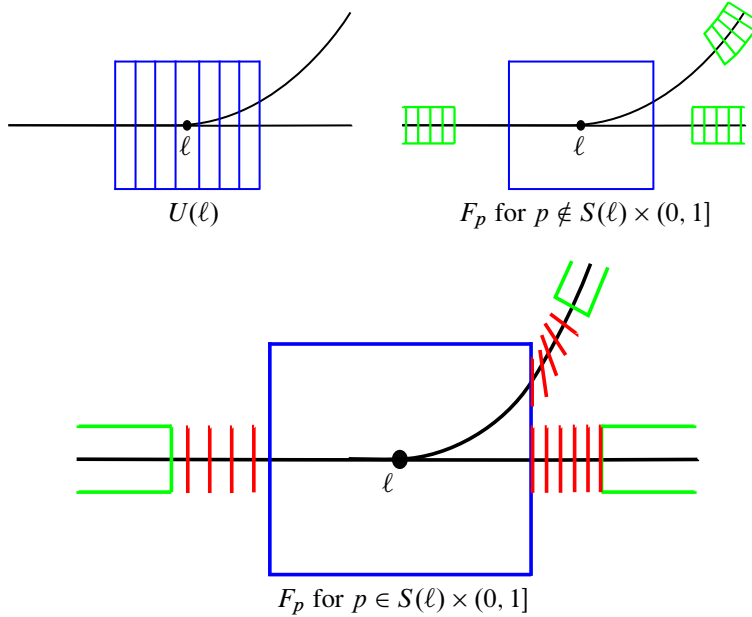 ℓ
ℓ
U(ℓ)
F_p for p ∉ S(ℓ) × (0, 1]
ℓ
F_p for p ∈ S(ℓ) × (0, 1]